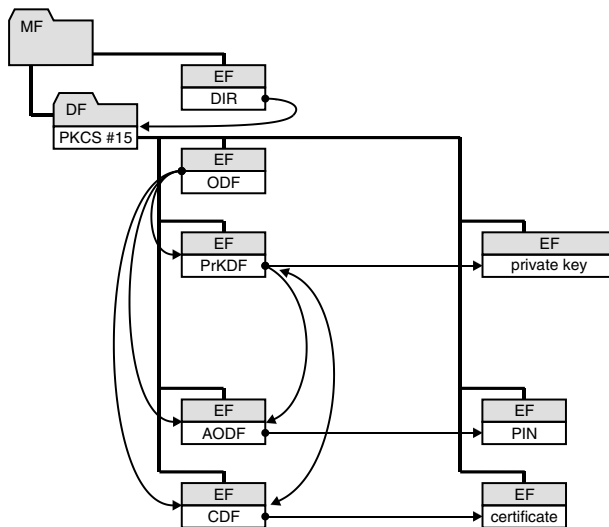 MF
EF
DIR
DF
PKCS #15
EF
ODF
EF
PrKDF
EF
private key
EF
AODF
EF
PIN
EF
CDF
EF
certificate